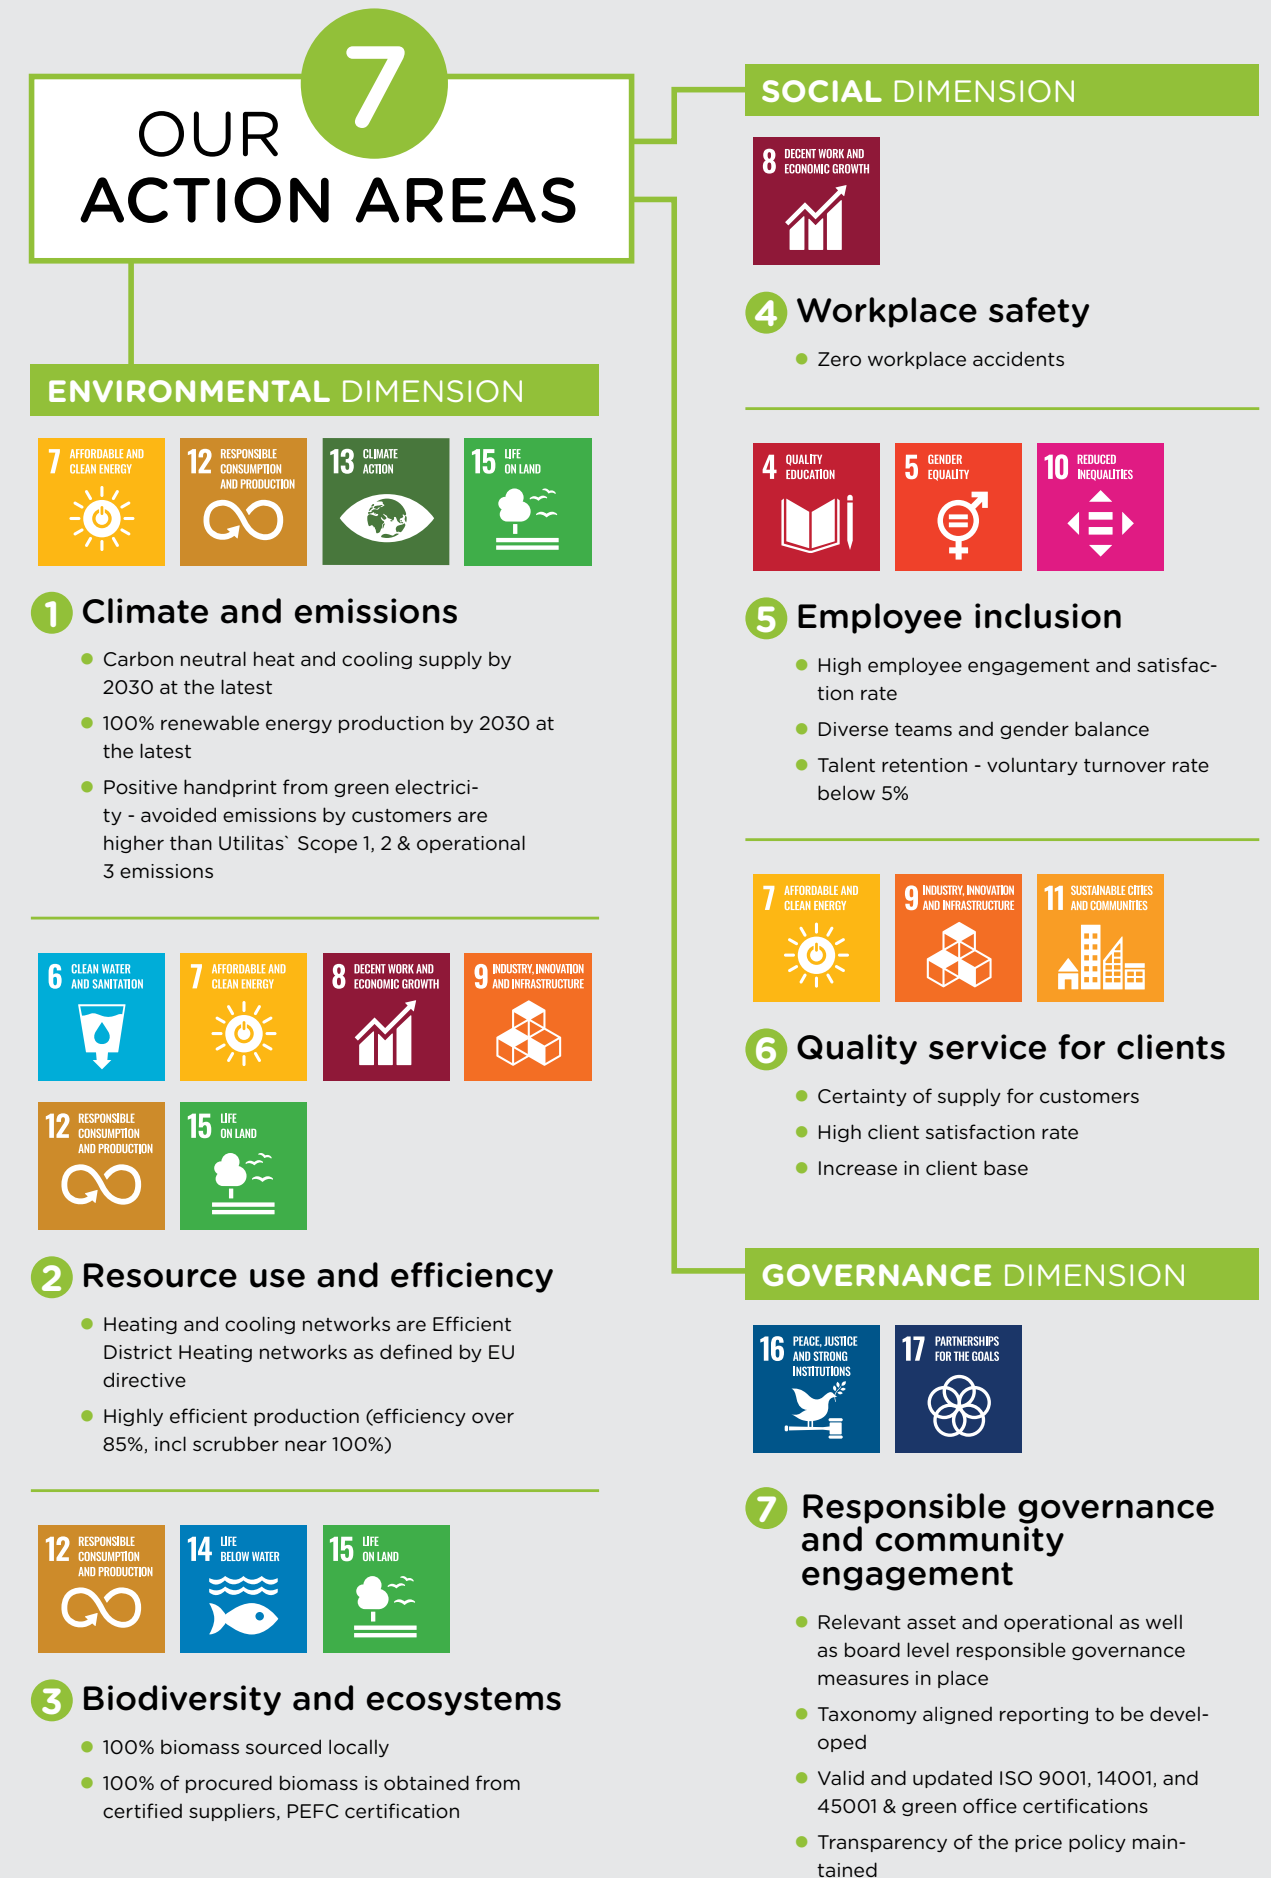 7
OUR
ACTION AREAS
ENVIRONMENTAL DIMENSION
7 AFFORDABLE AND
CLEAN ENERGY
12 RESPONSIBLE
CONSUMPTION
AND PRODUCTION
13 CLIMATE
ACTION
15 LIFE
ON LAND
1 Climate and emissions
Carbon neutral heat and cooling supply by
2030 at the latest
100% renewable energy production by 2030 at
the latest
Positive handprint from green electrici-
ty - avoided emissions by customers are
higher than Utilitas` Scope 1, 2 & operational
3 emissions
6 CLEAN WATER
AND SANITATION
7 AFFORDABLE AND
CLEAN ENERGY
8 DECENT WORK AND
ECONOMIC GROWTH
9 INDUSTRY, INNOVATION
AND INFRASTRUCTURE
12 RESPONSIBLE
CONSUMPTION
AND PRODUCTION
15 LIFE
ON LAND
2 Resource use and efficiency
Heating and cooling networks are Efficient
District Heating networks as defined by EU
directive
Highly efficient production (efficiency over
85%, incl scrubber near 100%)
12 RESPONSIBLE
CONSUMPTION
AND PRODUCTION
14 LIFE
BELOW WATER
15 LIFE
ON LAND
3 Biodiversity and ecosystems
100% biomass sourced locally
100% of procured biomass is obtained from
certified suppliers, PEFC certification
SOCIAL DIMENSION
8 DECENT WORK AND
ECONOMIC GROWTH
4 Workplace safety
Zero workplace accidents
4 QUALITY
EDUCATION
5 GENDER
EQUALITY
10 REDUCED
INEQUALITIES
5 Employee inclusion
High employee engagement and satisfac-
tion rate
Diverse teams and gender balance
Talent retention - voluntary turnover rate
below 5%
7 AFFORDABLE AND
CLEAN ENERGY
9 INDUSTRY, INNOVATION
AND INFRASTRUCTURE
11 SUSTAINABLE CITIES
AND COMMUNITIES
6 Quality service for clients
Certainty of supply for customers
High client satisfaction rate
Increase in client base
GOVERNANCE DIMENSION
16 PEACE, JUSTICE
AND STRONG
INSTITUTIONS
17 PARTNERSHIPS
FOR THE GOALS
7 Responsible governance
and community
engagement
Relevant asset and operational as well
as board level responsible governance
measures in place
Taxonomy aligned reporting to be devel-
oped
Valid and updated ISO 9001, 14001, and
45001 & green office certifications
Transparency of the price policy main-
tained